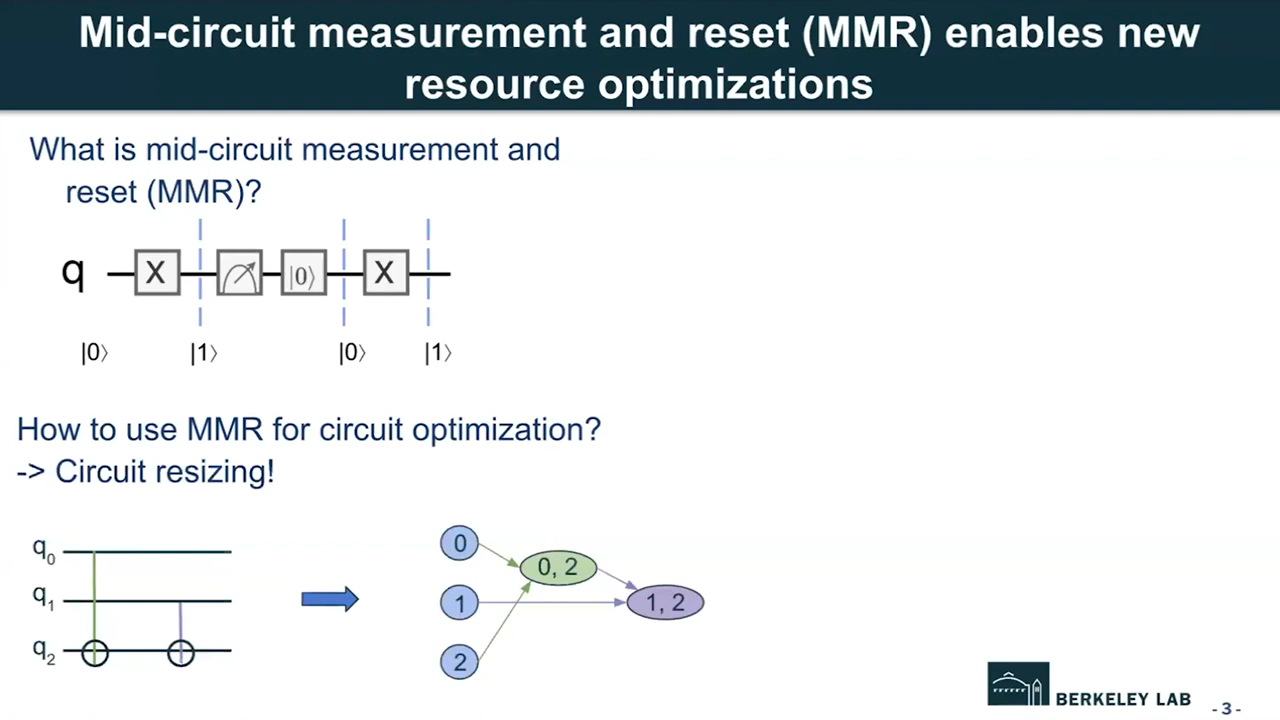 Mid-circuit measurement and reset (MMR) enables new
resource optimizations
What is mid-circuit measurement and
reset (MMR)?
q X |0⟩ X
|0⟩ |1⟩ |0⟩ |1⟩
How to use MMR for circuit optimization?
-> Circuit resizing!
q0
q1
q2
0
0, 2
1
1, 2
2
BERKELEY LAB
- 3 -